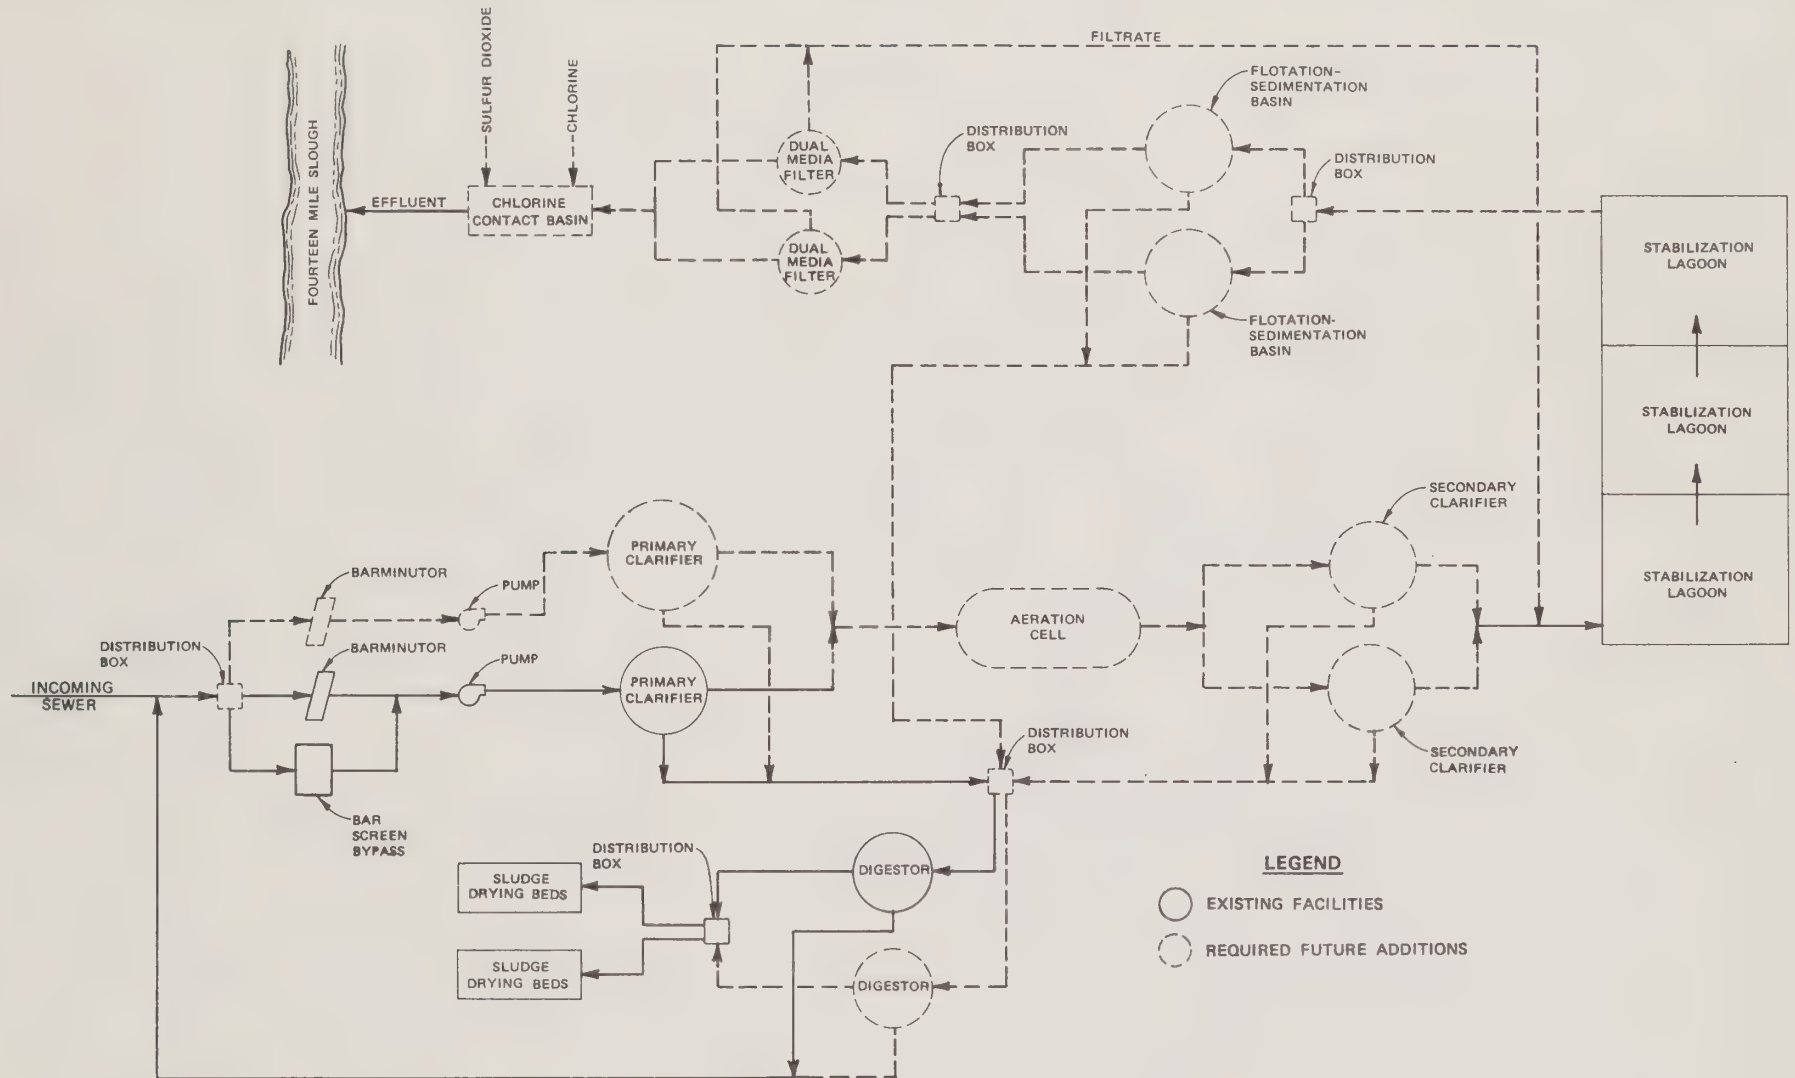 SULFUR DIOXIDE
CHLORINE
FILTRATE
FOURTEEN MILE SLOUGH
EFFLUENT
CHLORINE
CONTACT BASIN
DUAL
MEDIA
FILTER
DUAL
MEDIA
FILTER
DISTRIBUTION
BOX
FLOTATION-
SEDIMENTATION
BASIN
DISTRIBUTION
BOX
FLOTATION-
SEDIMENTATION
BASIN
STABILIZATION
LAGOON
STABILIZATION
LAGOON
STABILIZATION
LAGOON
INCOMING
SEWER
DISTRIBUTION
BOX
BARMINUTOR
BARMINUTOR
BAR
SCREEN
BYPASS
PUMP
PUMP
PRIMARY
CLARIFIER
PRIMARY
CLARIFIER
AERATION
CELL
SECONDARY
CLARIFIER
SECONDARY
CLARIFIER
DISTRIBUTION
BOX
DIGESTOR
DIGESTOR
DISTRIBUTION
BOX
SLUDGE
DRYING BEDS
SLUDGE
DRYING BEDS
LEGEND
EXISTING FACILITIES
REQUIRED FUTURE ADDITIONS